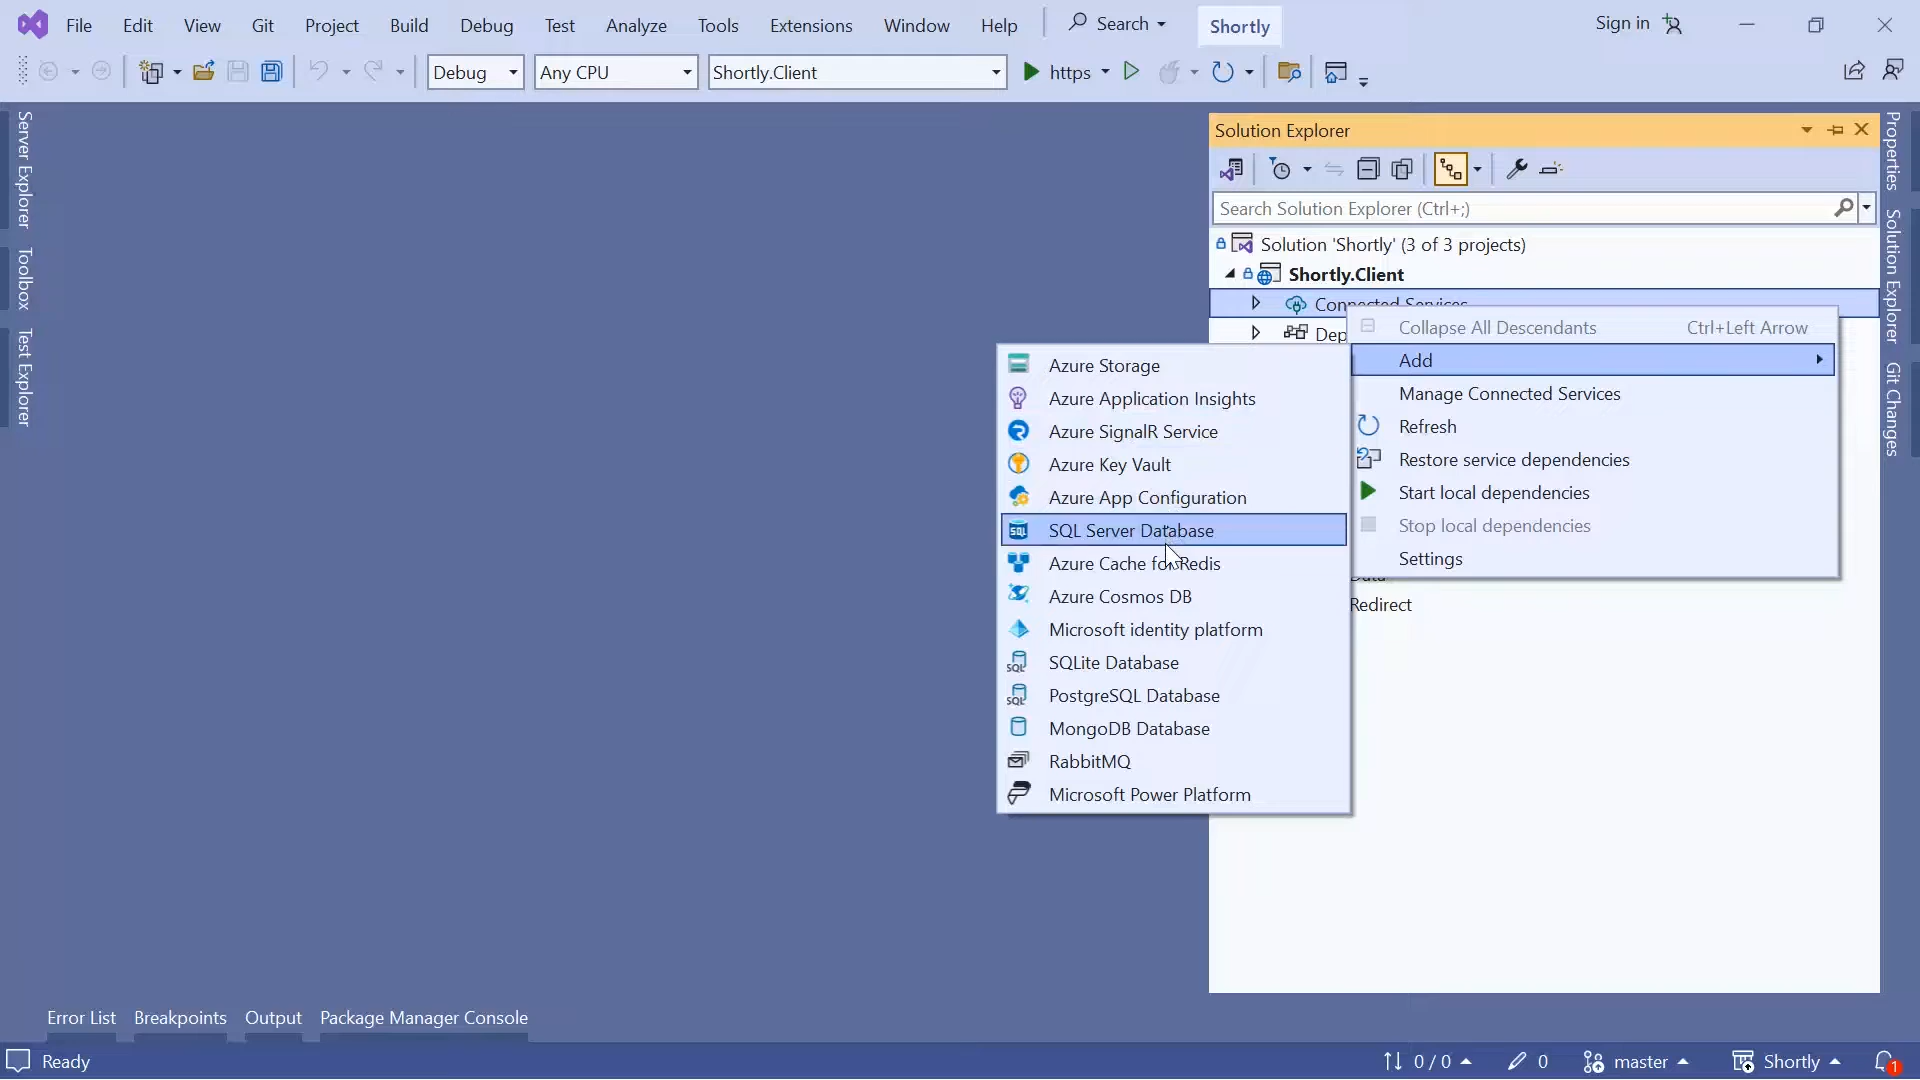 File Edit View Git Project Build Debug Test Analyze Tools Extensions Window Help Search Shortly Sign in
Debug Any CPU Shortly.Client https
Server Explorer
Toolbox
Test Explorer
Solution Explorer
Search Solution Explorer (Ctrl+;)
Solution 'Shortly' (3 of 3 projects)
Shortly.Client
Connected Services
Dep
Collapse All Descendants Ctrl+Left Arrow
Add
Manage Connected Services
Refresh
Restore service dependencies
Start local dependencies
Stop local dependencies
Settings
Azure Storage
Azure Application Insights
Azure SignalR Service
Azure Key Vault
Azure App Configuration
SQL Server Database
Azure Cache for Redis
Azure Cosmos DB
Microsoft identity platform
SQLite Database
PostgreSQL Database
MongoDB Database
RabbitMQ
Microsoft Power Platform
Redirect
Properties
Solution Explorer
Git Changes
Error List Breakpoints Output Package Manager Console
Ready 0 / 0 0 master Shortly 1